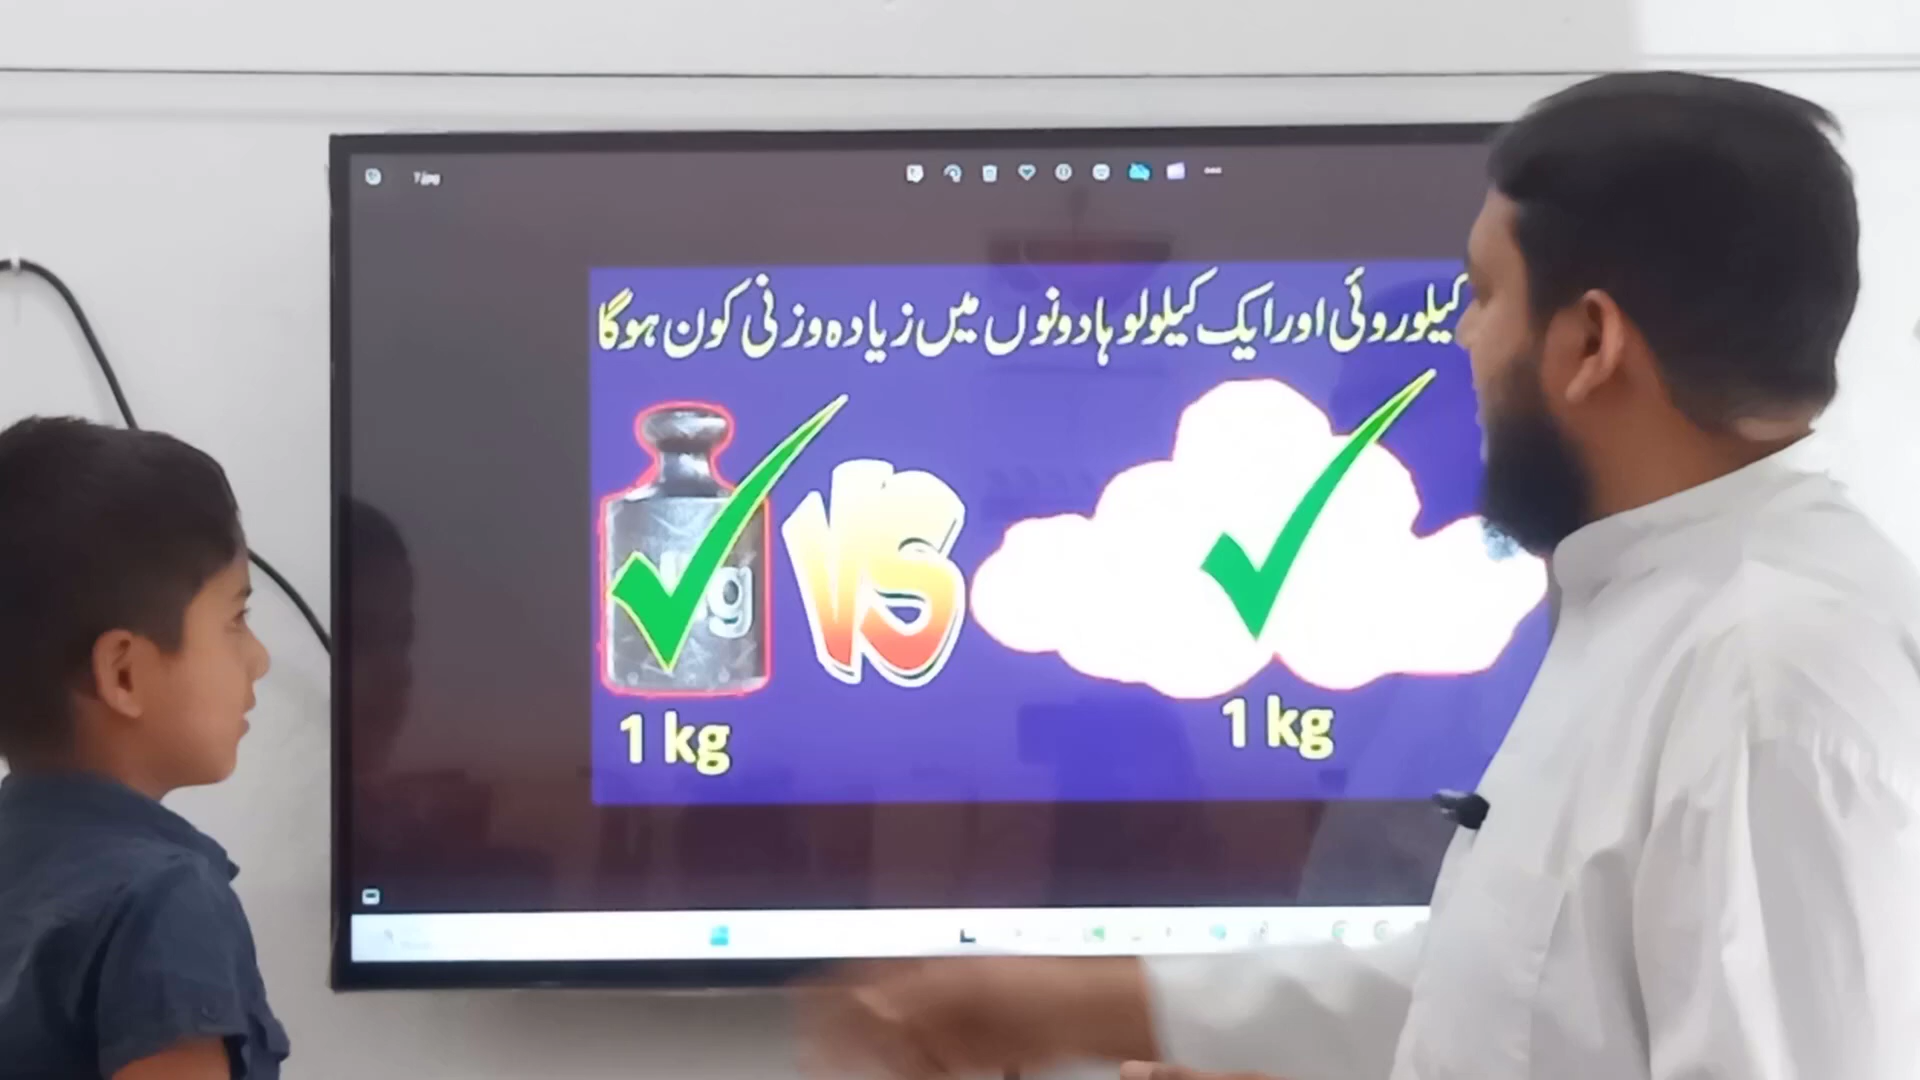 کیلو روئی اور ایک کیلو لوہا دونوں میں زیادہ وزنی کون ہوگا
VS
1 kg
1 kg